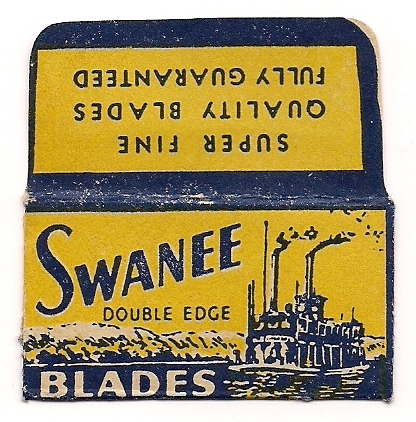 SUPER FINE
QUALITY BLADES
FULLY GUARANTEED
SWANEE
DOUBLE EDGE
BLADES